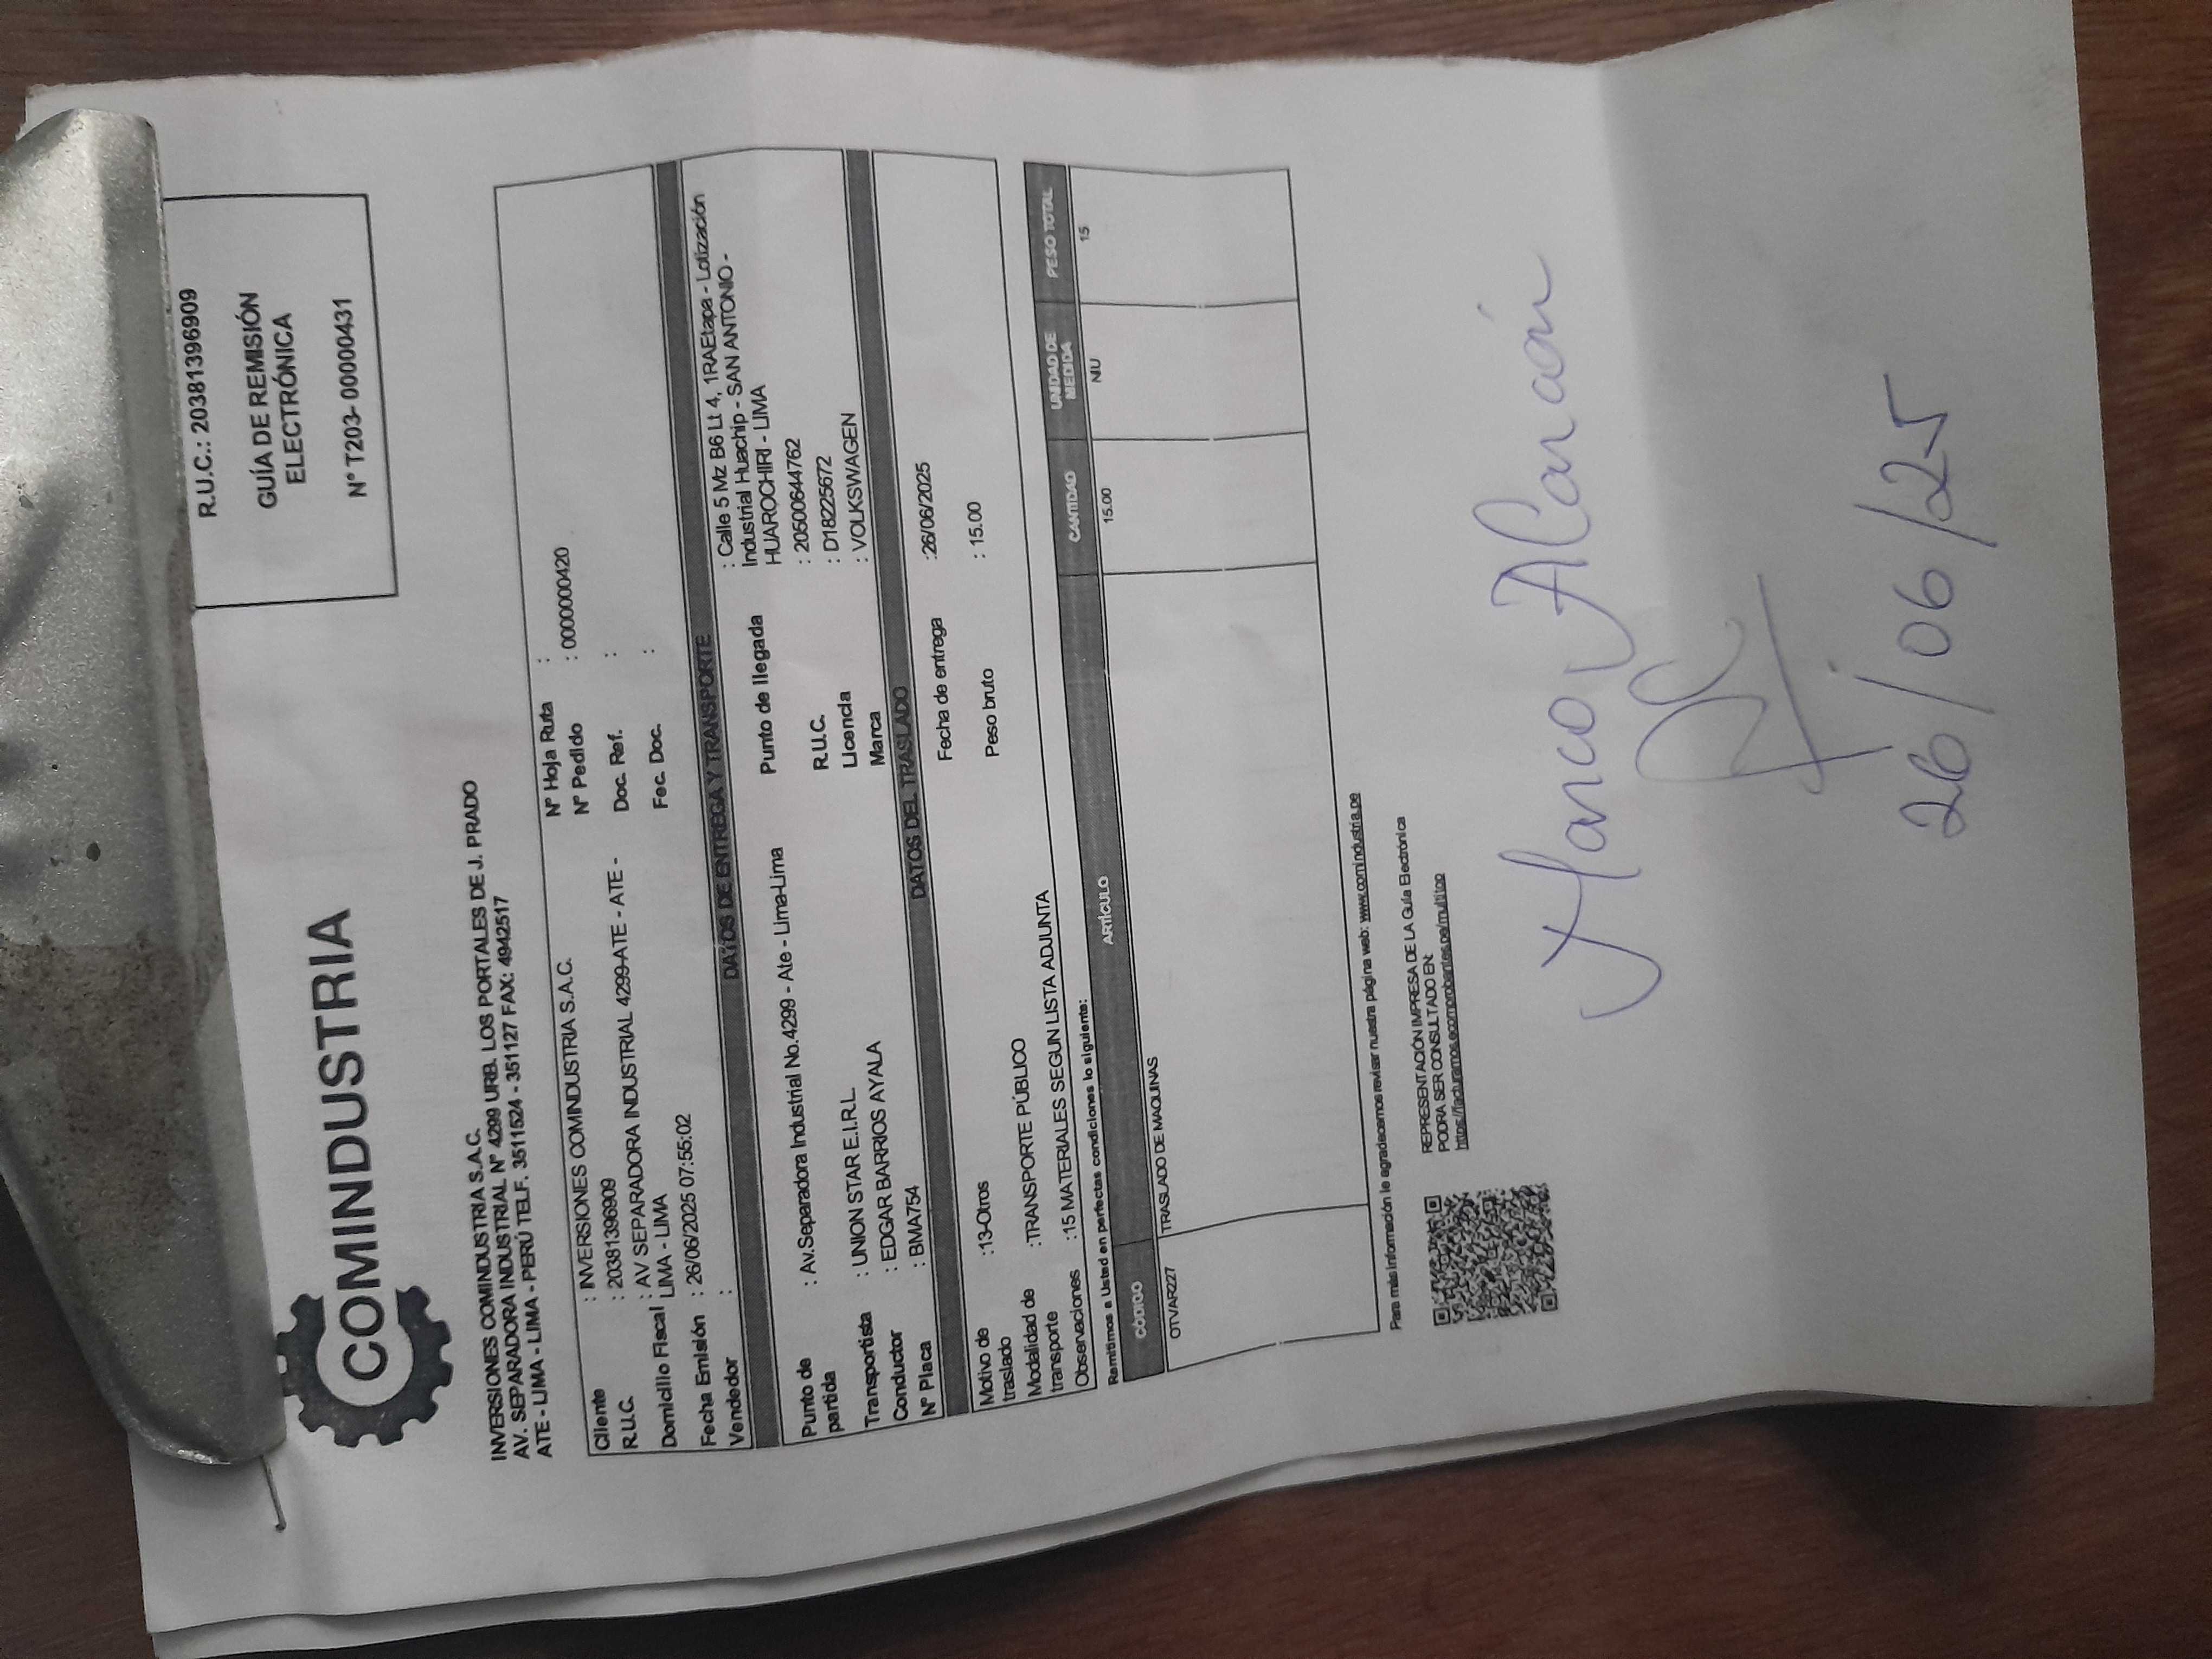 COMINDUSTRIA
R.U.C.: 20381396909
GUÍA DE REMISIÓN
ELECTRÓNICA
N° T203- 00000431
INVERSIONES COMINDUSTRIA S.A.C.
AV. SEPARADORA INDUSTRIAL N° 4299 URB. LOS PORTALES DE J. PRADO
ATE - LIMA - LIMA - PERÚ TELF. 3511524 - 351127 FAX: 4942517
Cliente : INVERSIONES COMINDUSTRIA S.A.C. N° Hoja Ruta :
R.U.C. : 20381396909 N° Pedido : 0000000420
Domicilio Fiscal : AV SEPARADORA INDUSTRIAL 4299-ATE - ATE - Doc. Ref. :
LIMA - LIMA
Fecha Emisión : 26/06/2025 07:55:02 Fec. Doc. :
Vendedor :
DATOS DE ENTREGA Y TRANSPORTE
Punto de partida : Av.Separadora Industrial No.4299 - Ate - Lima-Lima
Punto de llegada : Calle 5 Mz B6 Lt 4, 1RAEtapa - Lotización
Industrial Huachip - SAN ANTONIO -
HUAROCHIRI - LIMA
Transportista : UNION STAR E.I.R.L. R.U.C. : 20500644762
Conductor : EDGAR BARRIOS AYALA Licencia : D18225672
N° Placa : BMA754 Marca : VOLKSWAGEN
DATOS DEL TRASLADO
Motivo de traslado :13-Otros Fecha de entrega :26/06/2025
Modalidad de transporte :TRANSPORTE PÚBLICO Peso bruto : 15.00
Observaciones :15 MATERIALES SEGUN LISTA ADJUNTA
Remitimos a Usted en perfectas condiciones lo siguiente:
CÓDIGO ARTÍCULO CANTIDAD UNIDAD DE MEDIDA PESO TOTAL
OTVAR227 TRASLADO DE MAQUINAS 15.00 NIU 15
Para más información le agradecemos revisar nuestra página web: www.comindustria.pe
REPRESENTACIÓN IMPRESA DE LA Guía Electrónica
PODRA SER CONSULTADO EN:
26/06/25